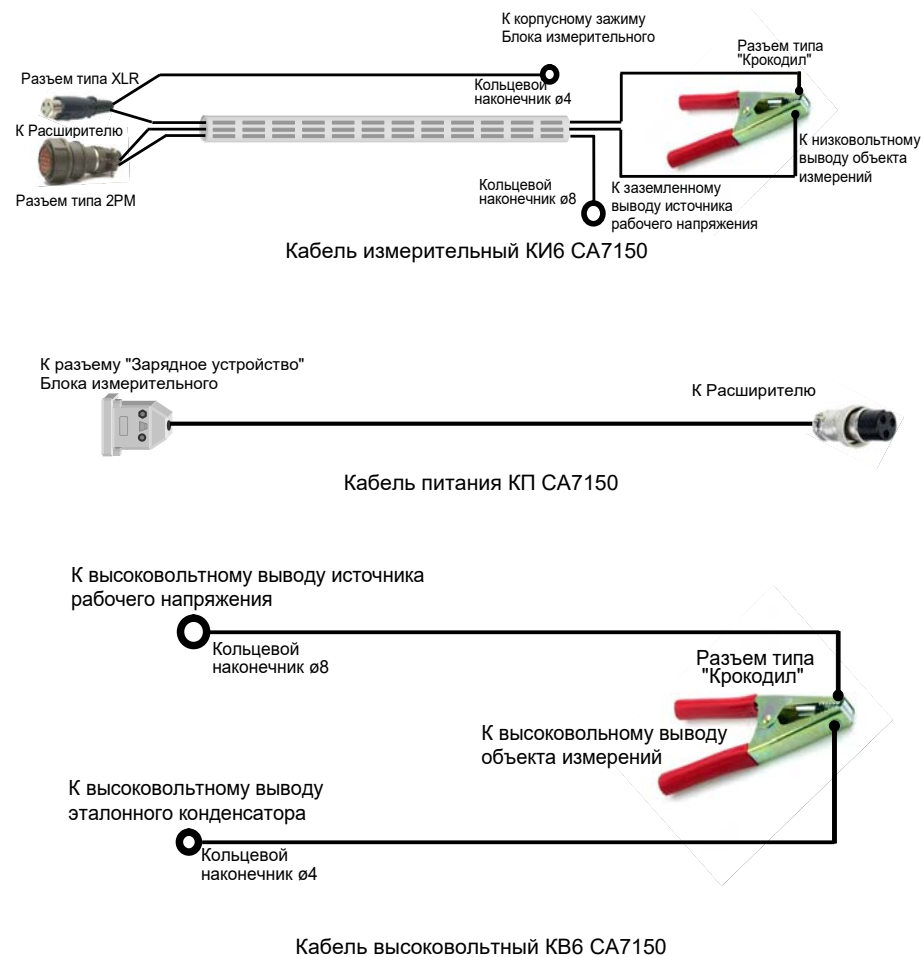 К корпусному зажиму
Блока измерительного
Разъем типа
"Крокодил"
Разъем типа XLR
Кольцевой
наконечник ø4
К Расширителю
К низковольтному
выводу объекта
измерений
Разъем типа 2РМ
Кольцевой
наконечник ø8
К заземленному
выводу источника
рабочего напряжения
Кабель измерительный КИ6 СА7150
К разъему "Зарядное устройство"
Блока измерительного
К Расширителю
Кабель питания КП СА7150
К высоковольтному выводу источника
рабочего напряжения
Кольцевой
наконечник ø8
Разъем типа
"Крокодил"
К высоковольному выводу
объекта измерений
К высоковольтному выводу
эталонного конденсатора
Кольцевой
наконечник ø4
Кабель высоковольтный КВ6 СА7150